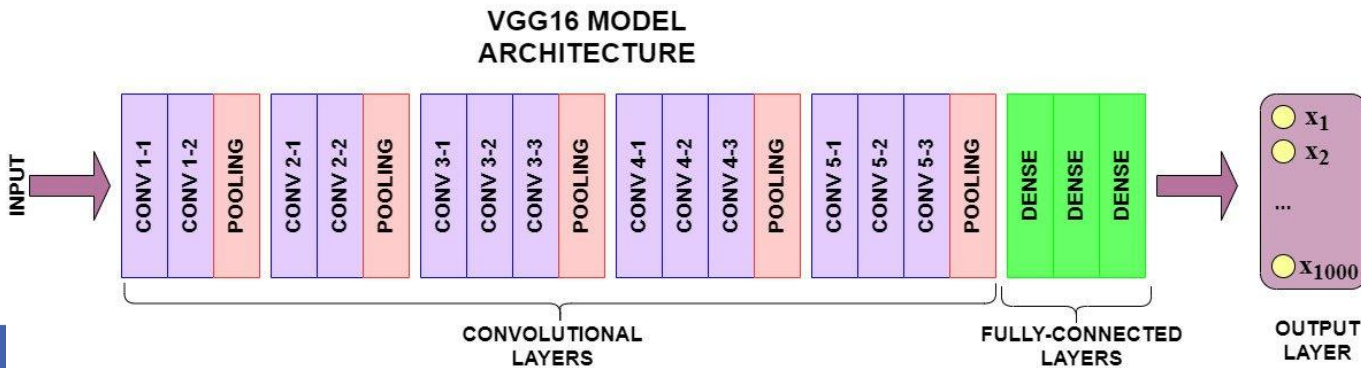 VGG16 MODEL
ARCHITECTURE
INPUT
CONV 1-1
CONV 1-2
POOLING
CONV 2-1
CONV 2-2
POOLING
CONV 3-1
CONV 3-2
CONV 3-3
POOLING
CONV 4-1
CONV 4-2
CONV 4-3
POOLING
CONV 5-1
CONV 5-2
CONV 5-3
POOLING
DENSE
DENSE
DENSE
x1
x2
...
x1000
CONVOLUTIONAL
LAYERS
FULLY-CONNECTED
LAYERS
OUTPUT
LAYER